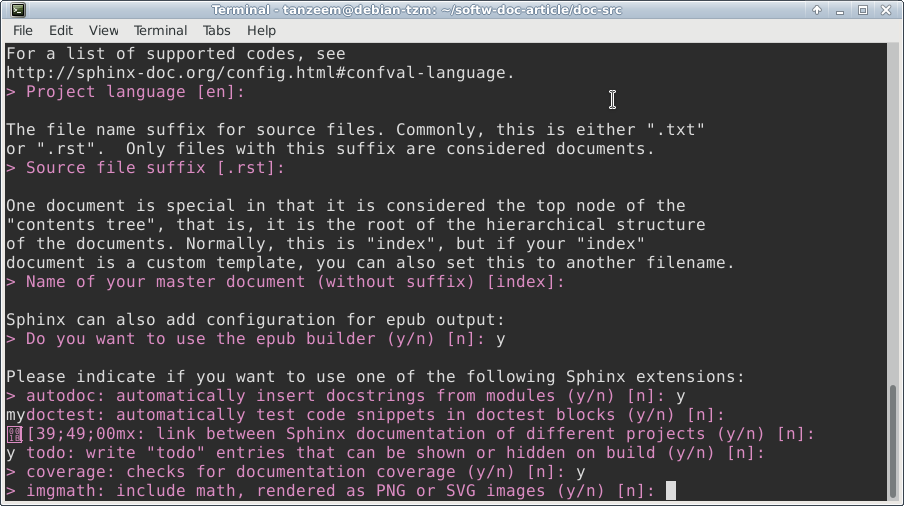 Terminal - tanzeem@debian-tzm: ~/softw-doc-article/doc-src
File Edit View Terminal Tabs Help
For a list of supported codes, see
http://sphinx-doc.org/config.html#confval-language.
> Project language [en]:
The file name suffix for source files. Commonly, this is either ".txt"
or ".rst".  Only files with this suffix are considered documents.
> Source file suffix [.rst]:
One document is special in that it is considered the top node of the
"contents tree", that is, it is the root of the hierarchical structure
of the documents. Normally, this is "index", but if your "index"
document is a custom template, you can also set this to another filename.
> Name of your master document (without suffix) [index]:
Sphinx can also add configuration for epub output:
> Do you want to use the epub builder (y/n) [n]: y
Please indicate if you want to use one of the following Sphinx extensions:
> autodoc: automatically insert docstrings from modules (y/n) [n]: y
mydoctest: automatically test code snippets in doctest blocks (y/n) [n]:
[39;49;00mx: link between Sphinx documentation of different projects (y/n) [n]:
y todo: write "todo" entries that can be shown or hidden on build (y/n) [n]:
> coverage: checks for documentation coverage (y/n) [n]: y
> imgmath: include math, rendered as PNG or SVG images (y/n) [n]: